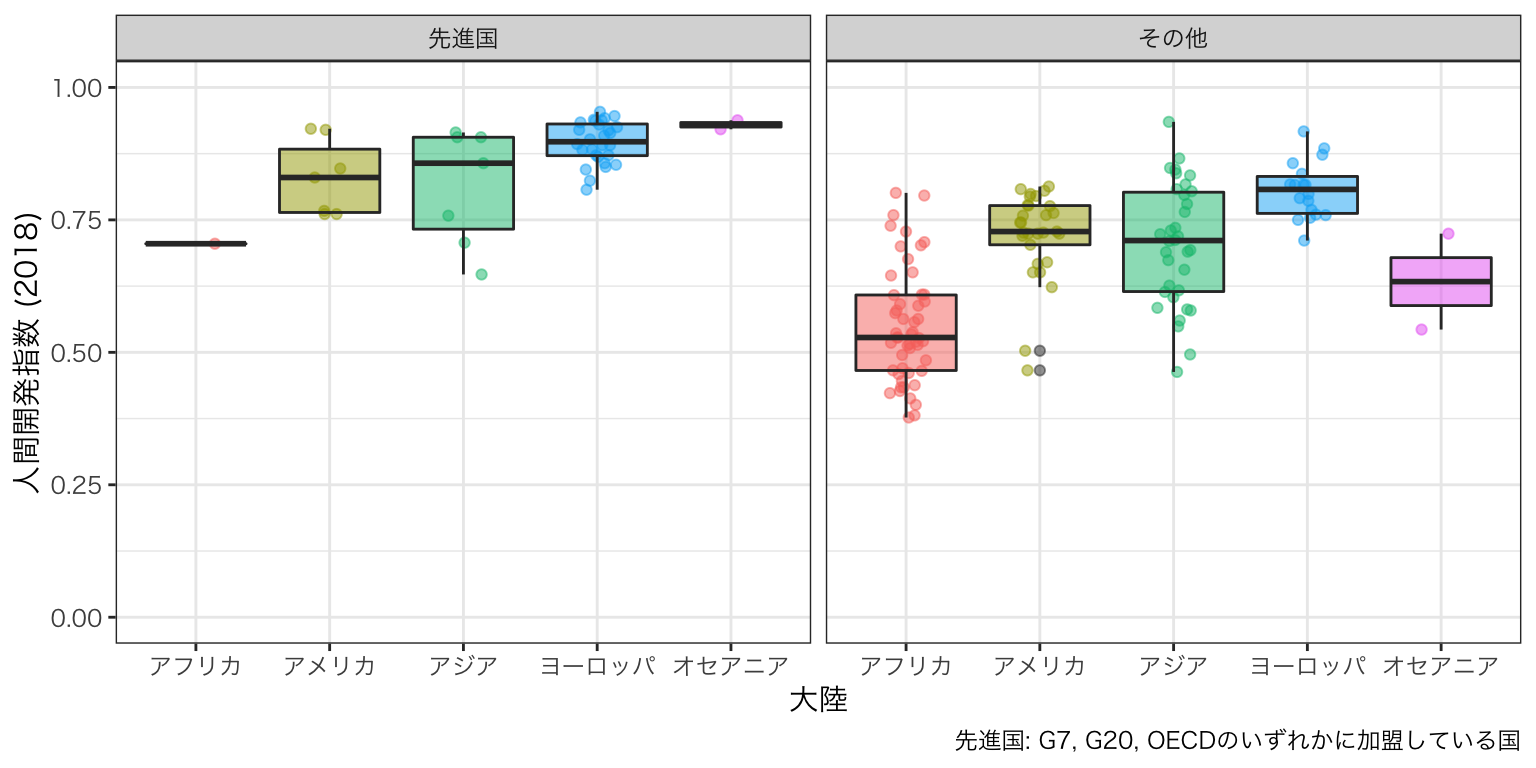 先進国
その他
人間開発指数 (2018)
1.00
0.75
0.50
0.25
0.00
アフリカ
アメリカ
アジア
ヨーロッパ
オセアニア
アフリカ
アメリカ
アジア
ヨーロッパ
オセアニア
大陸
先進国: G7, G20, OECDのいずれかに加盟している国